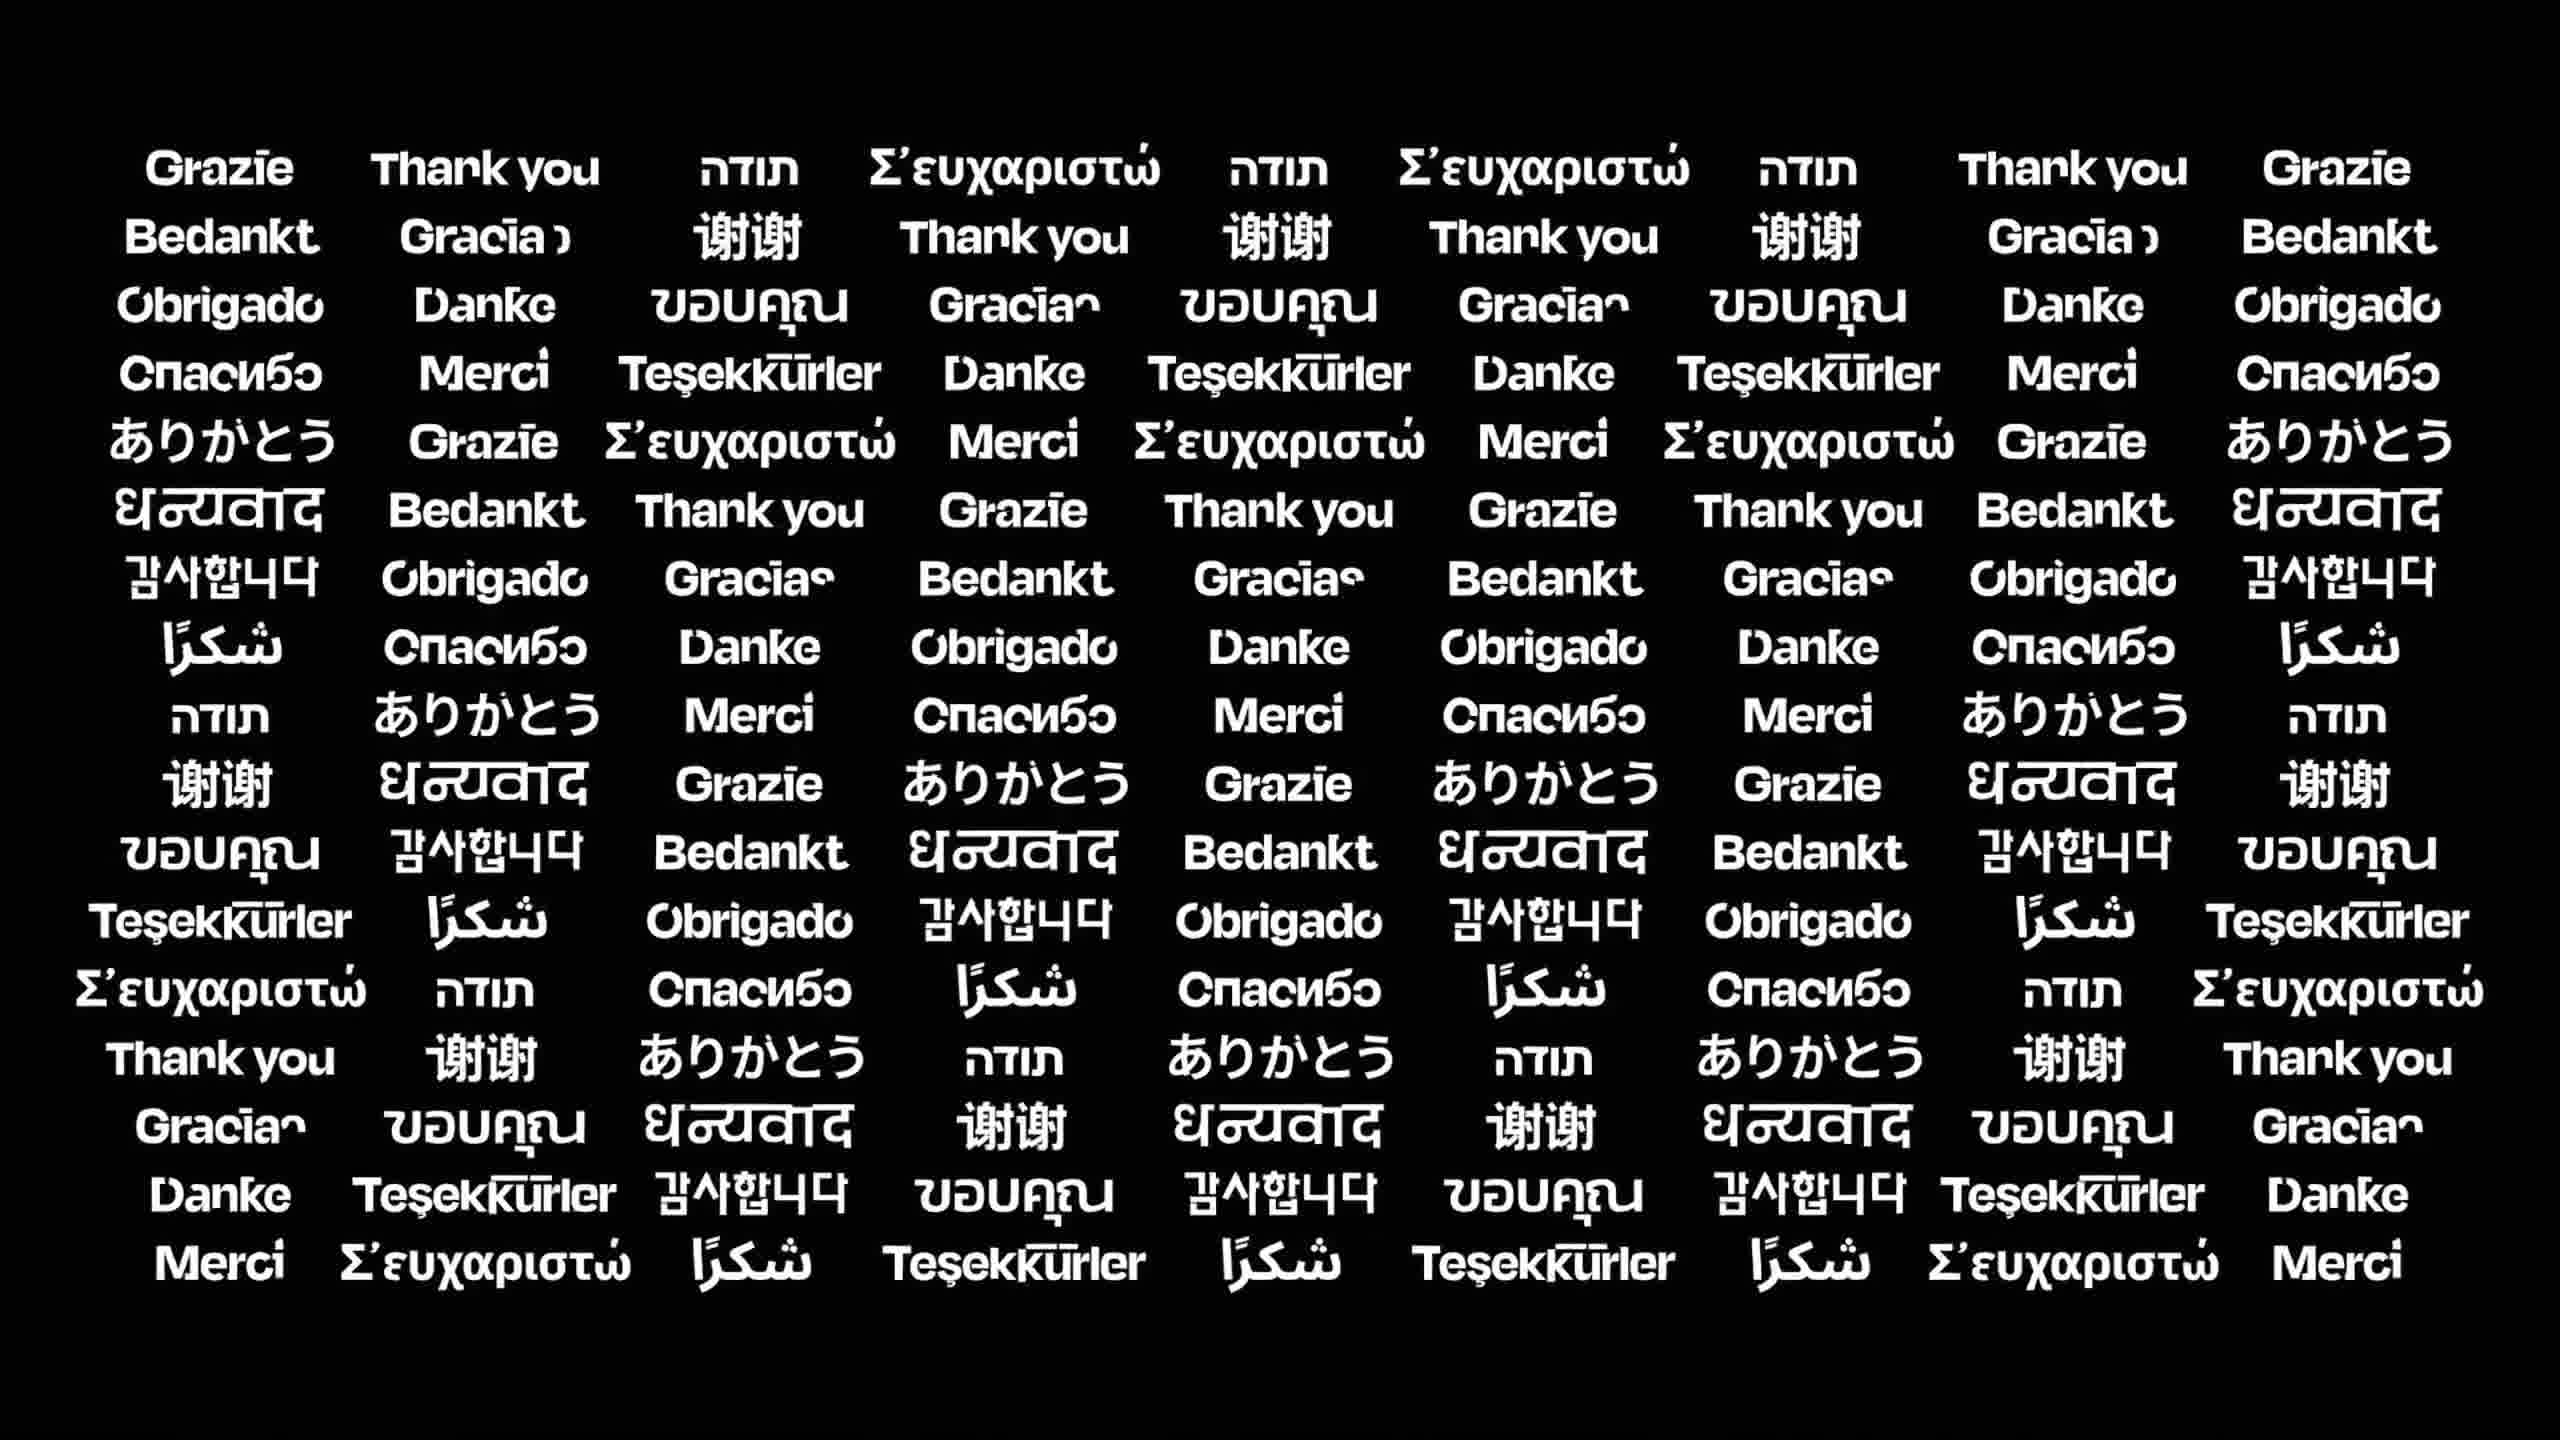 Grazie Thank you תודה Σ’ευχαριστώ תודה Σ’ευχαριστώ תודה Thank you Grazie
Bedankt Gracias 谢谢 Thank you 谢谢 Thank you 谢谢 Gracias Bedankt
Obrigado Danke ขอบคุณ Gracias ขอบคุณ Gracias ขอบคุณ Danke Obrigado
Спасибо Merci Teşekkürler Danke Teşekkürler Danke Teşekkürler Merci Спасибо
ありがとう Grazie Σ’ευχαριστώ Merci Σ’ευχαριστώ Merci Σ’ευχαριστώ Grazie ありがとう
धन्यवाद Bedankt Thank you Grazie Thank you Grazie Thank you Bedankt धन्यवाद
감사합니다 Obrigado Gracias Bedankt Gracias Bedankt Gracias Obrigado 감사합니다
شكرًا Спасибо Danke Obrigado Danke Obrigado Danke Спасибо شكرًا
תודה ありがとう Merci Спасибо Merci Спасибо Merci ありがとう תודה
谢谢 धन्यवाद Grazie ありがとう Grazie ありがとう Grazie धन्यवाद 谢谢
ขอบคุณ 감사합니다 Bedankt धन्यवाद Bedankt धन्यवाद Bedankt 감사합니다 ขอบคุณ
Teşekkürler شكرًا Obrigado 감사합니다 Obrigado 감사합니다 Obrigado شكرًا Teşekkürler
Σ’ευχαριστώ תודה Спасибо شكرًا Спасибо شكرًا Спасибо תודה Σ’ευχαριστώ
Thank you 谢谢 ありがとう תודה ありがとう תודה ありがとう 谢谢 Thank you
Gracias ขอบคุณ धन्यवाद 谢谢 धन्यवाद 谢谢 धन्यवाद ขอบคุณ Gracias
Danke Teşekkürler 감사합니다 ขอบคุณ 감사합니다 ขอบคุณ 감사합니다 Teşekkürler Danke
Merci Σ’ευχαριστώ شكرًا Teşekkürler شكرًا Teşekkürler شكرًا Σ’ευχαριστώ Merci